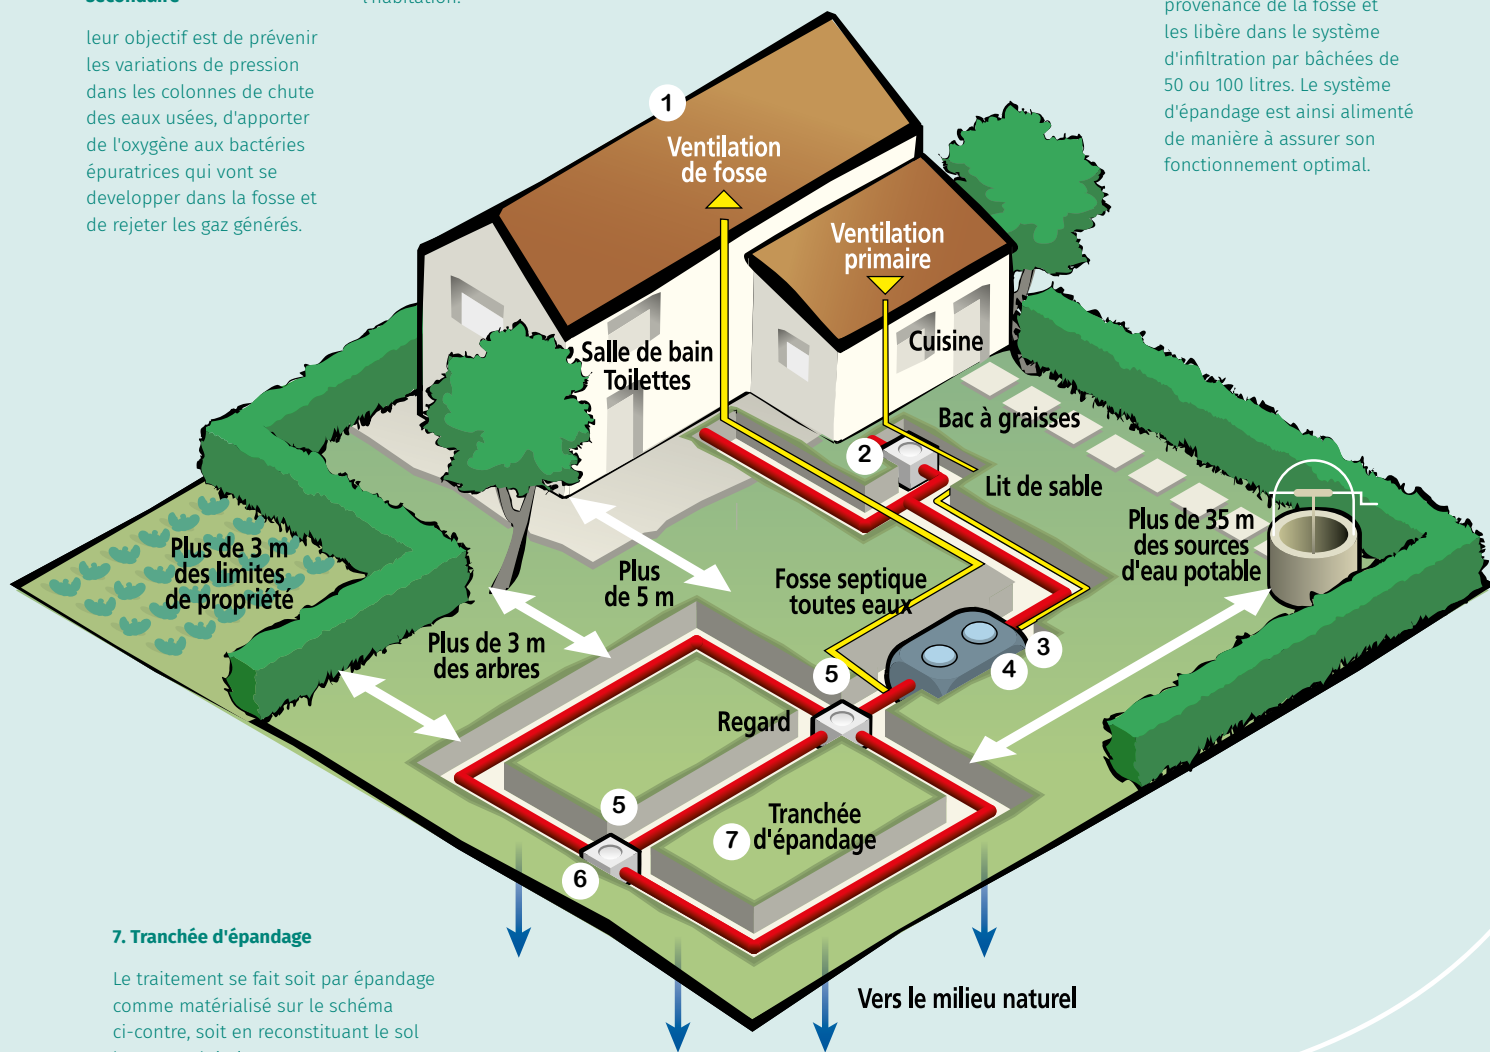 secondaire
leur objectif est de prévenir
les variations de pression
dans les colonnes de chute
des eaux usées, d'apporter
de l'oxygène aux bactéries
épuratrices qui vont se
developper dans la fosse et
de rejeter les gaz générés.
l'habitation.
provenance de la fosse et
les libère dans le système
d'infiltration par bâchées de
50 ou 100 litres. Le système
d'épandage est ainsi alimenté
de manière à assurer son
fonctionnement optimal.
1
Ventilation
de fosse
Ventilation
primaire
Cuisine
Salle de bain
Toilettes
Bac à graisses
2
Lit de sable
Plus de 35 m
des sources
d'eau potable
Plus de 3 m
des limites
de propriété
Plus
de 5 m
Fosse septique
toutes eaux
Plus de 3 m
des arbres
3
4
5
Regard
5
Tranchée
d'épandage
7
6
7. Tranchée d'épandage
Le traitement se fait soit par épandage
comme matérialisé sur le schéma
ci-contre, soit en reconstituant le sol
Vers le milieu naturel